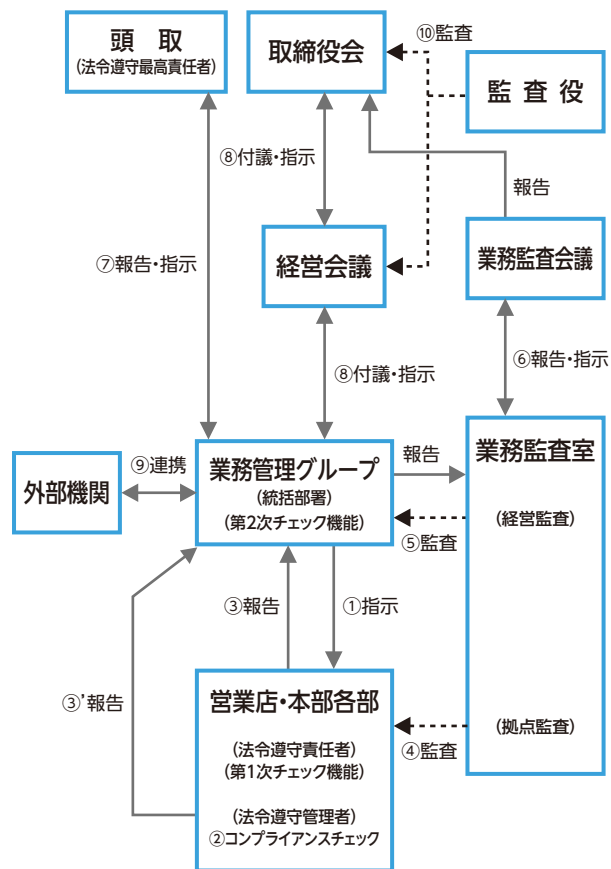 頭　取
(法令遵守最高責任者)
取締役会
⑩監査
監 査 役
⑧付議・指示
報告
⑦報告・指示
経営会議
業務監査会議
⑥報告・指示
⑧付議・指示
外部機関
⑨連携
業務管理グループ
(統括部署)
(第2次チェック機能)
報告
⑤監査
業務監査室
(経営監査)
③報告
①指示
③'報告
営業店・本部各部
(法令遵守責任者)
(第1次チェック機能)
(法令遵守管理者)
②コンプライアンスチェック
④監査
(拠点監査)